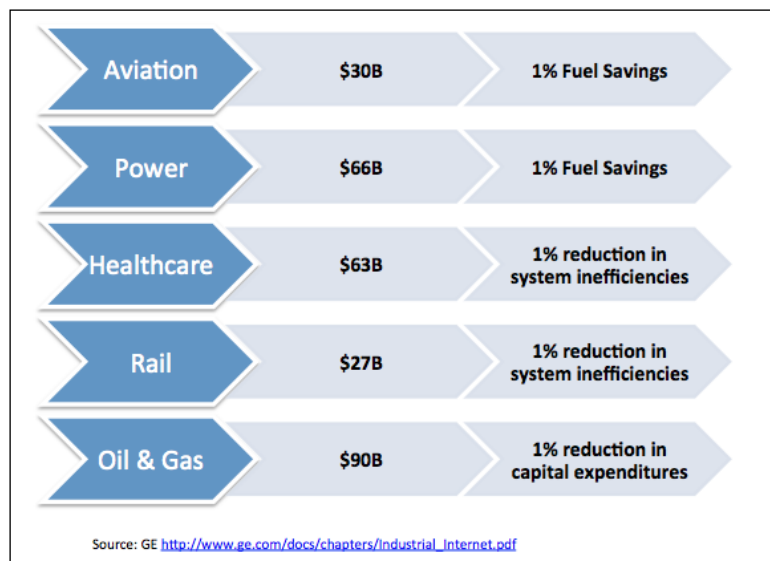 Aviation
$30B
1% Fuel Savings
Power
$66B
1% Fuel Savings
Healthcare
$63B
1% reduction in
system inefficiencies
Rail
$27B
1% reduction in
system inefficiencies
Oil & Gas
$90B
1% reduction in
capital expenditures
Source: GE http://www.ge.com/docs/chapters/Industrial_Internet.pdf